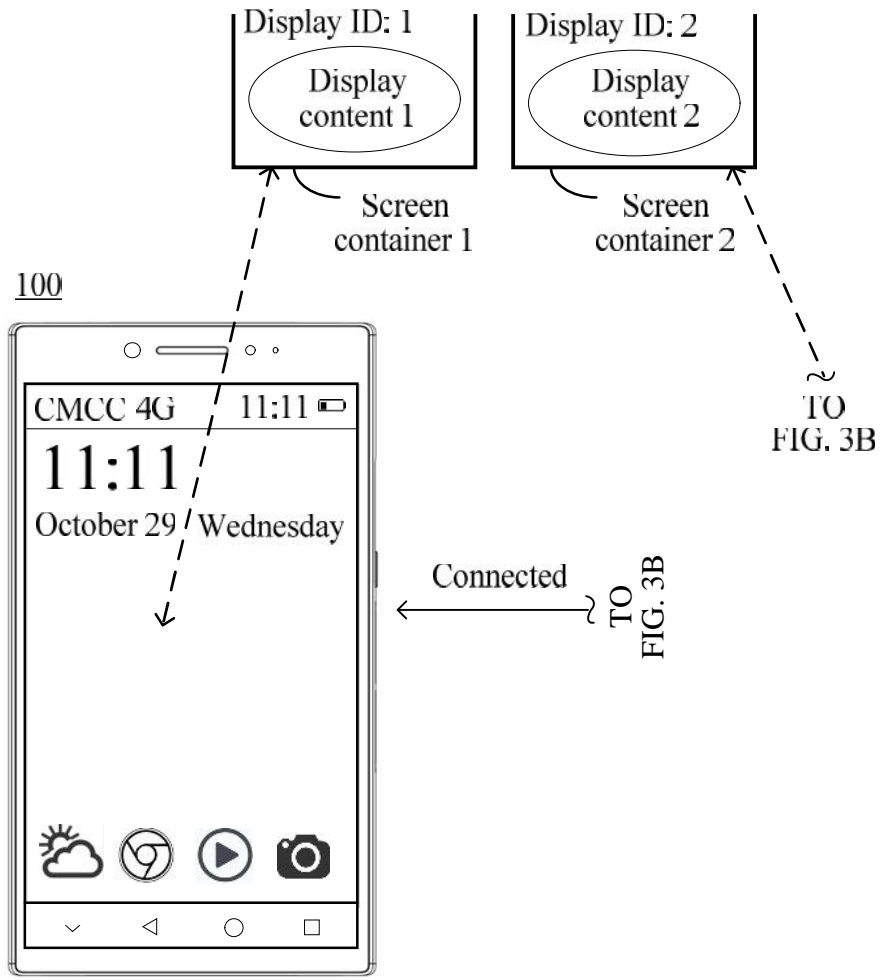 Display ID: 1
Display
content 1
Display ID: 2
Display
content 2
Screen
container 1
Screen
container 2
100
CMCC 4G
11:11
11:11
October 29
Wednesday
TO
FIG. 3B
Connected
TO
FIG. 3B